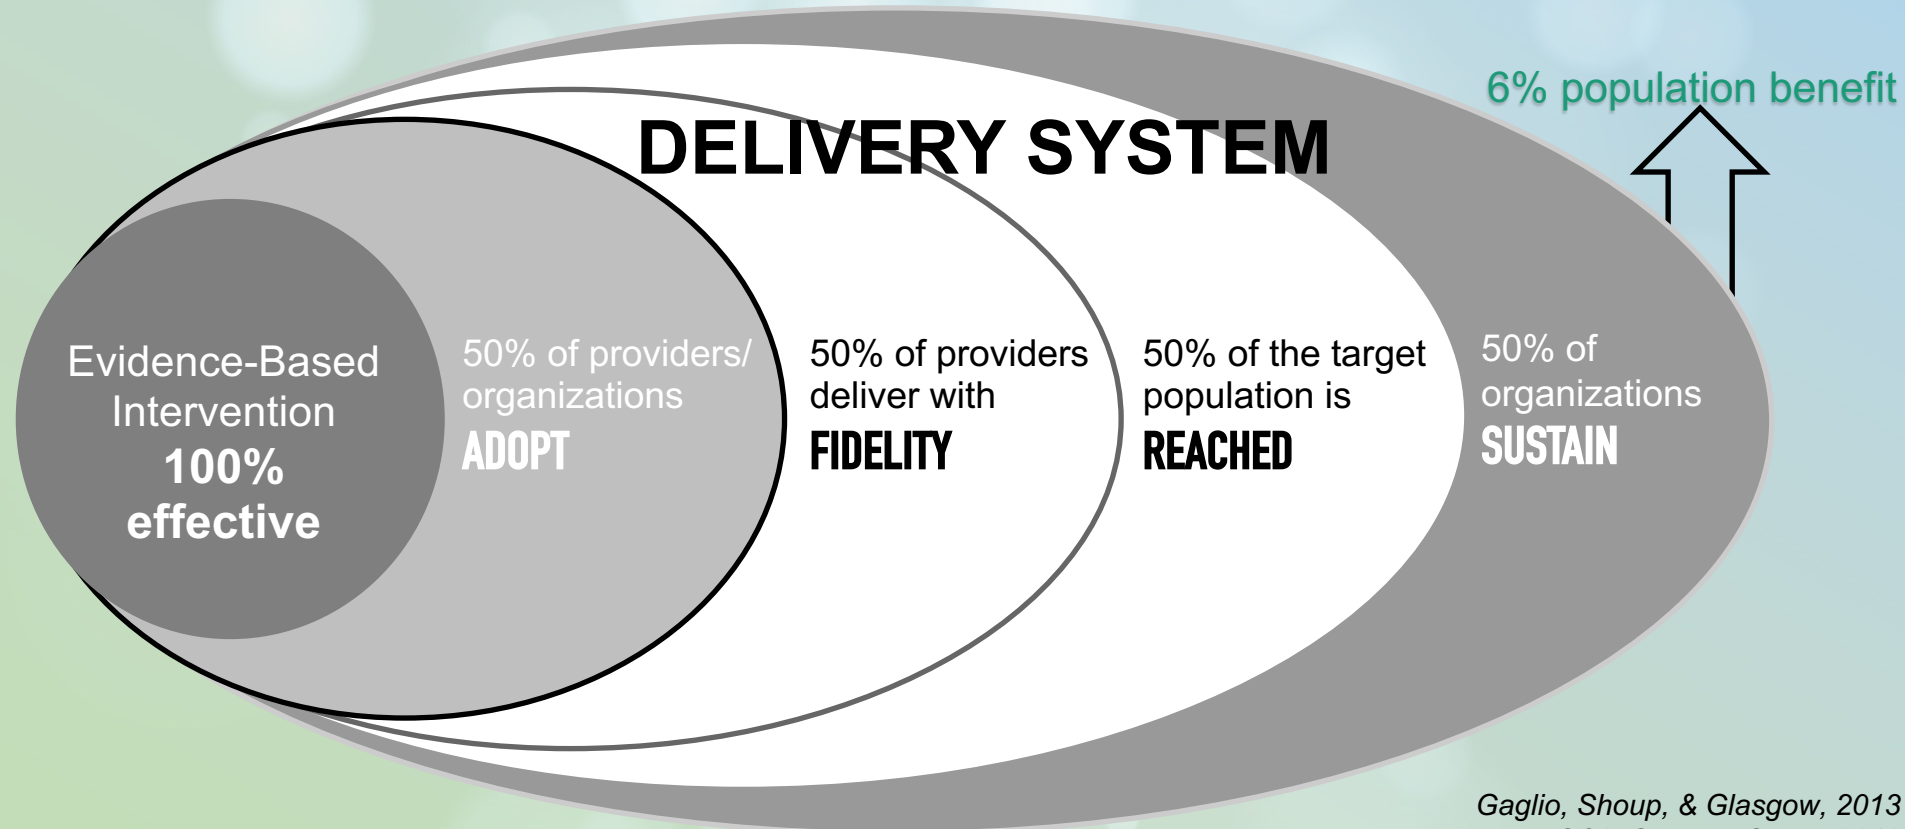 DELIVERY SYSTEM
6% population benefit
Evidence-Based
Intervention
100%
effective
50% of providers/
organizations
ADOPT
50% of providers
deliver with
FIDELITY
50% of the target
population is
REACHED
50% of
organizations
SUSTAIN
Gaglio, Shoup, & Glasgow, 2013